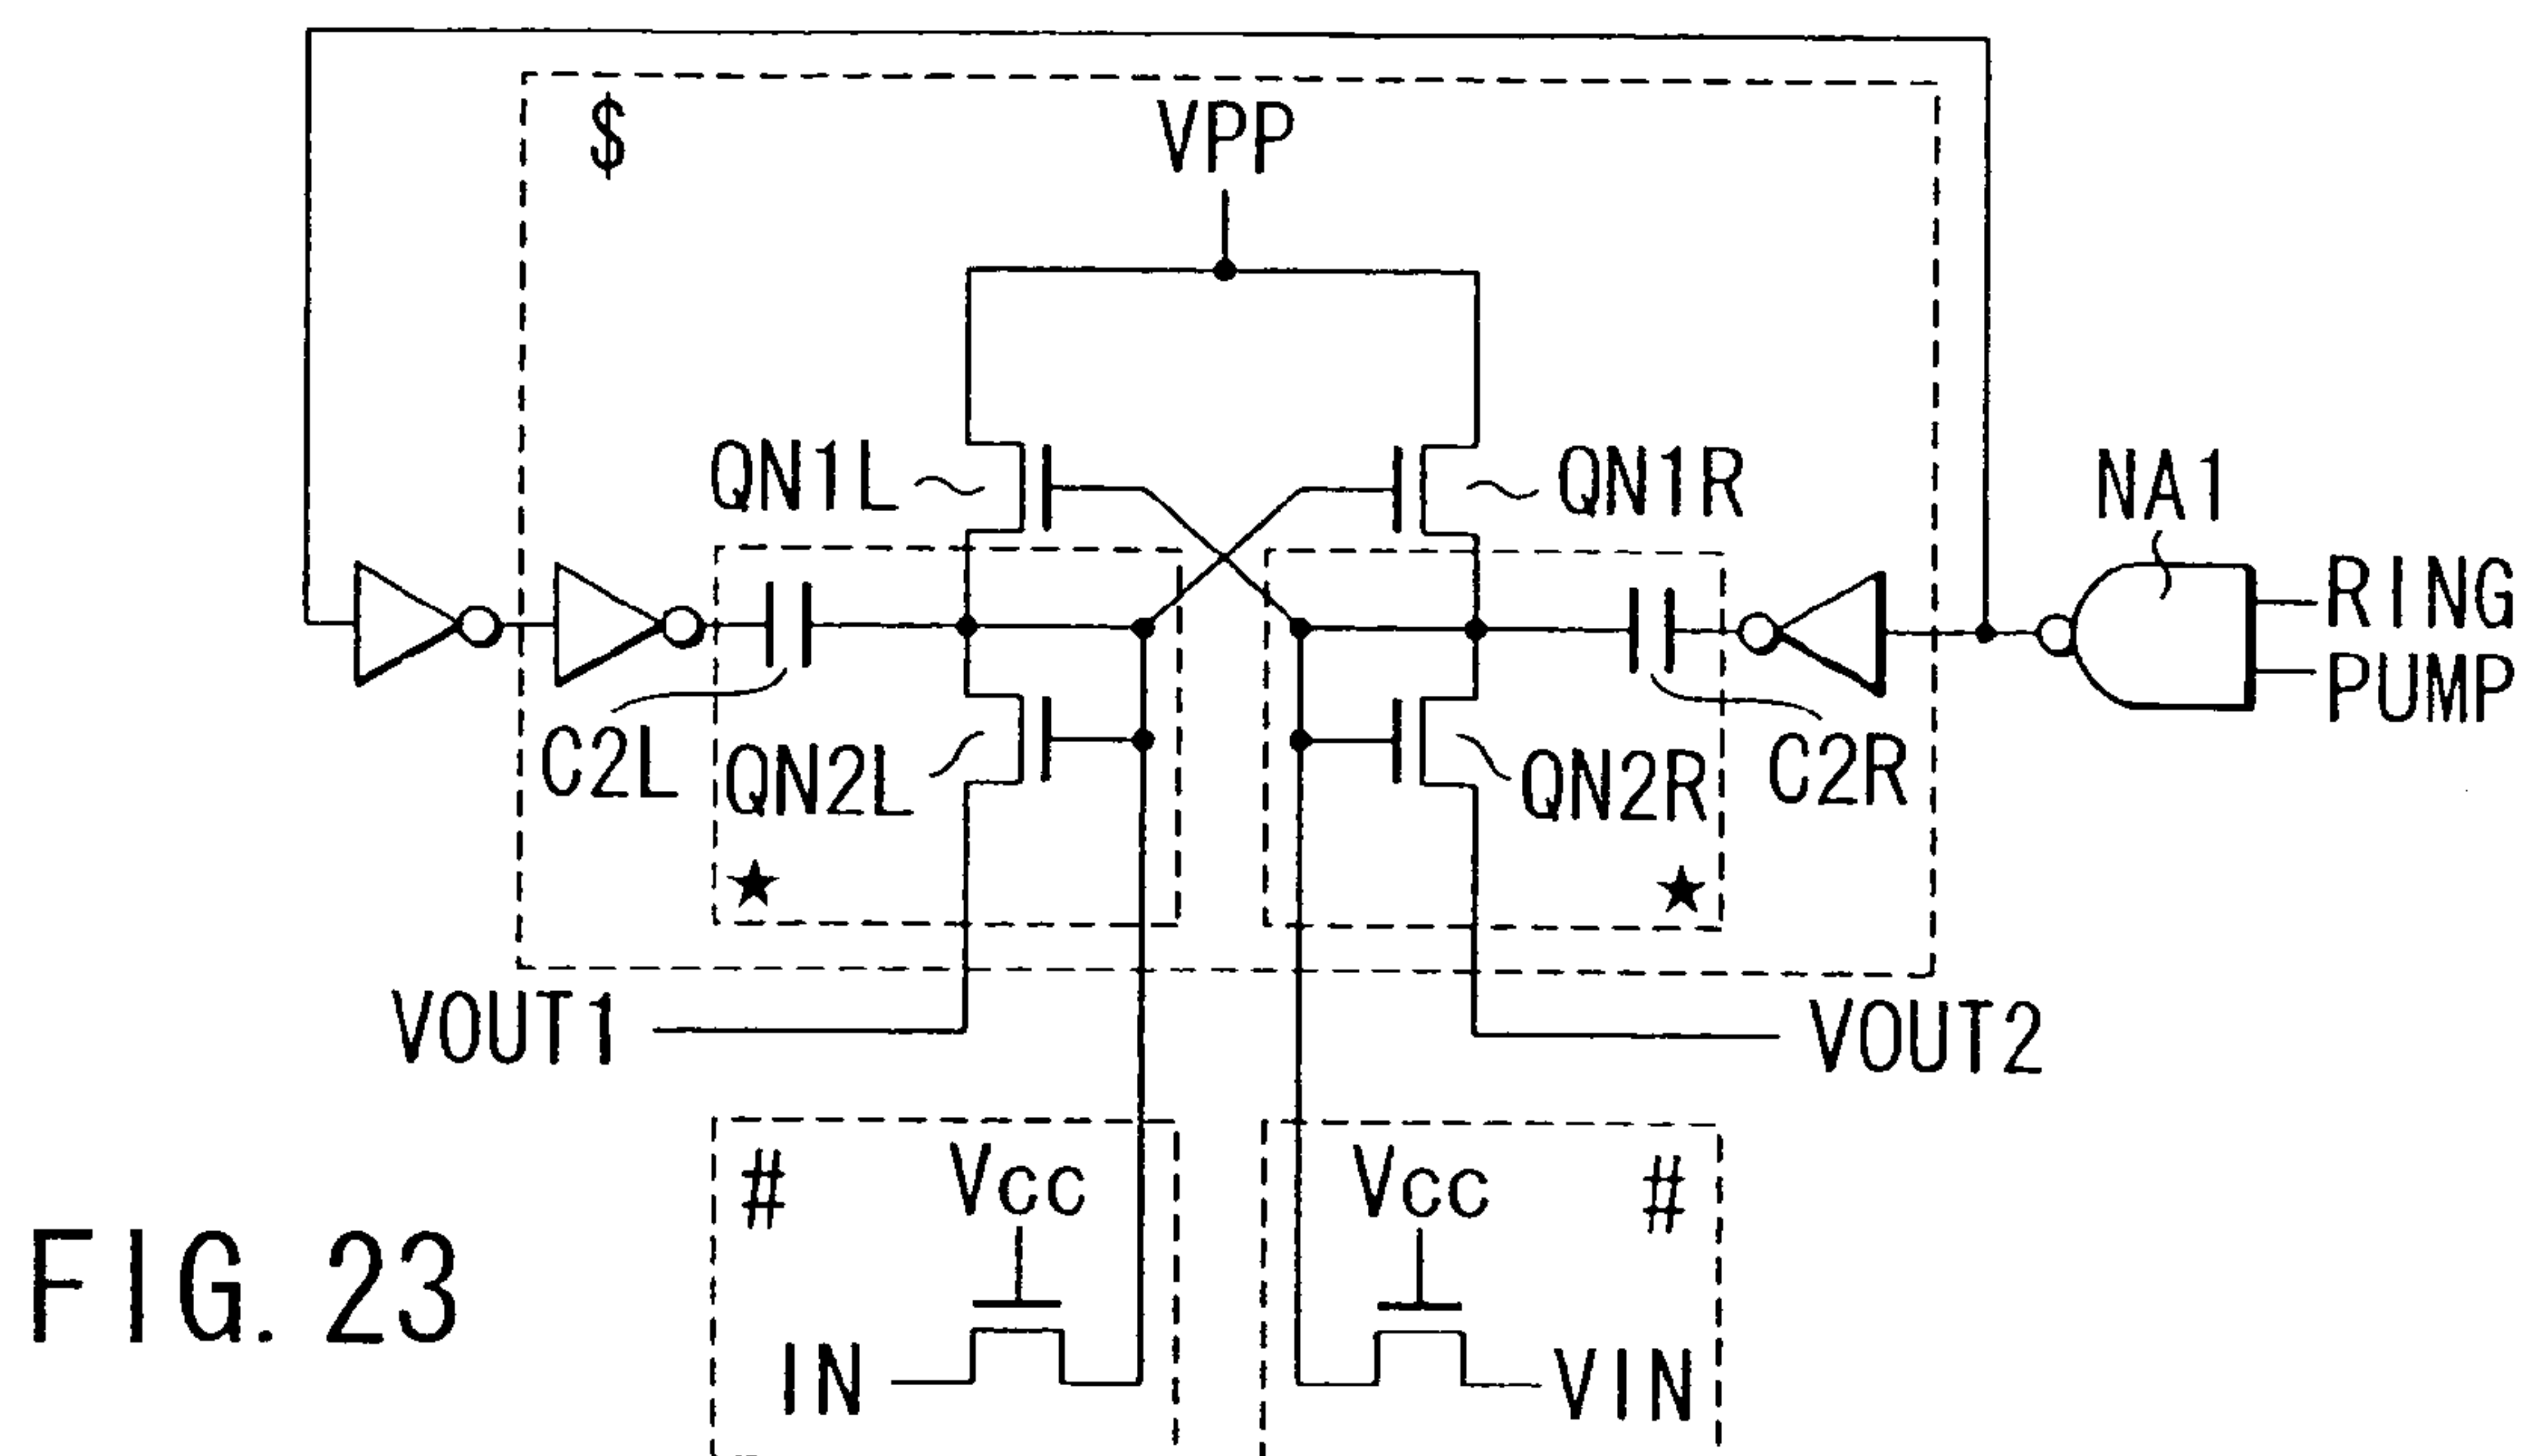 $
VPP
QN1L
QN1R
NA1
RING
PUMP
C2L
QN2L
QN2R
C2R
★
★
VOUT1
VOUT2
#
Vcc
Vcc
#
IN
VIN
FIG. 23